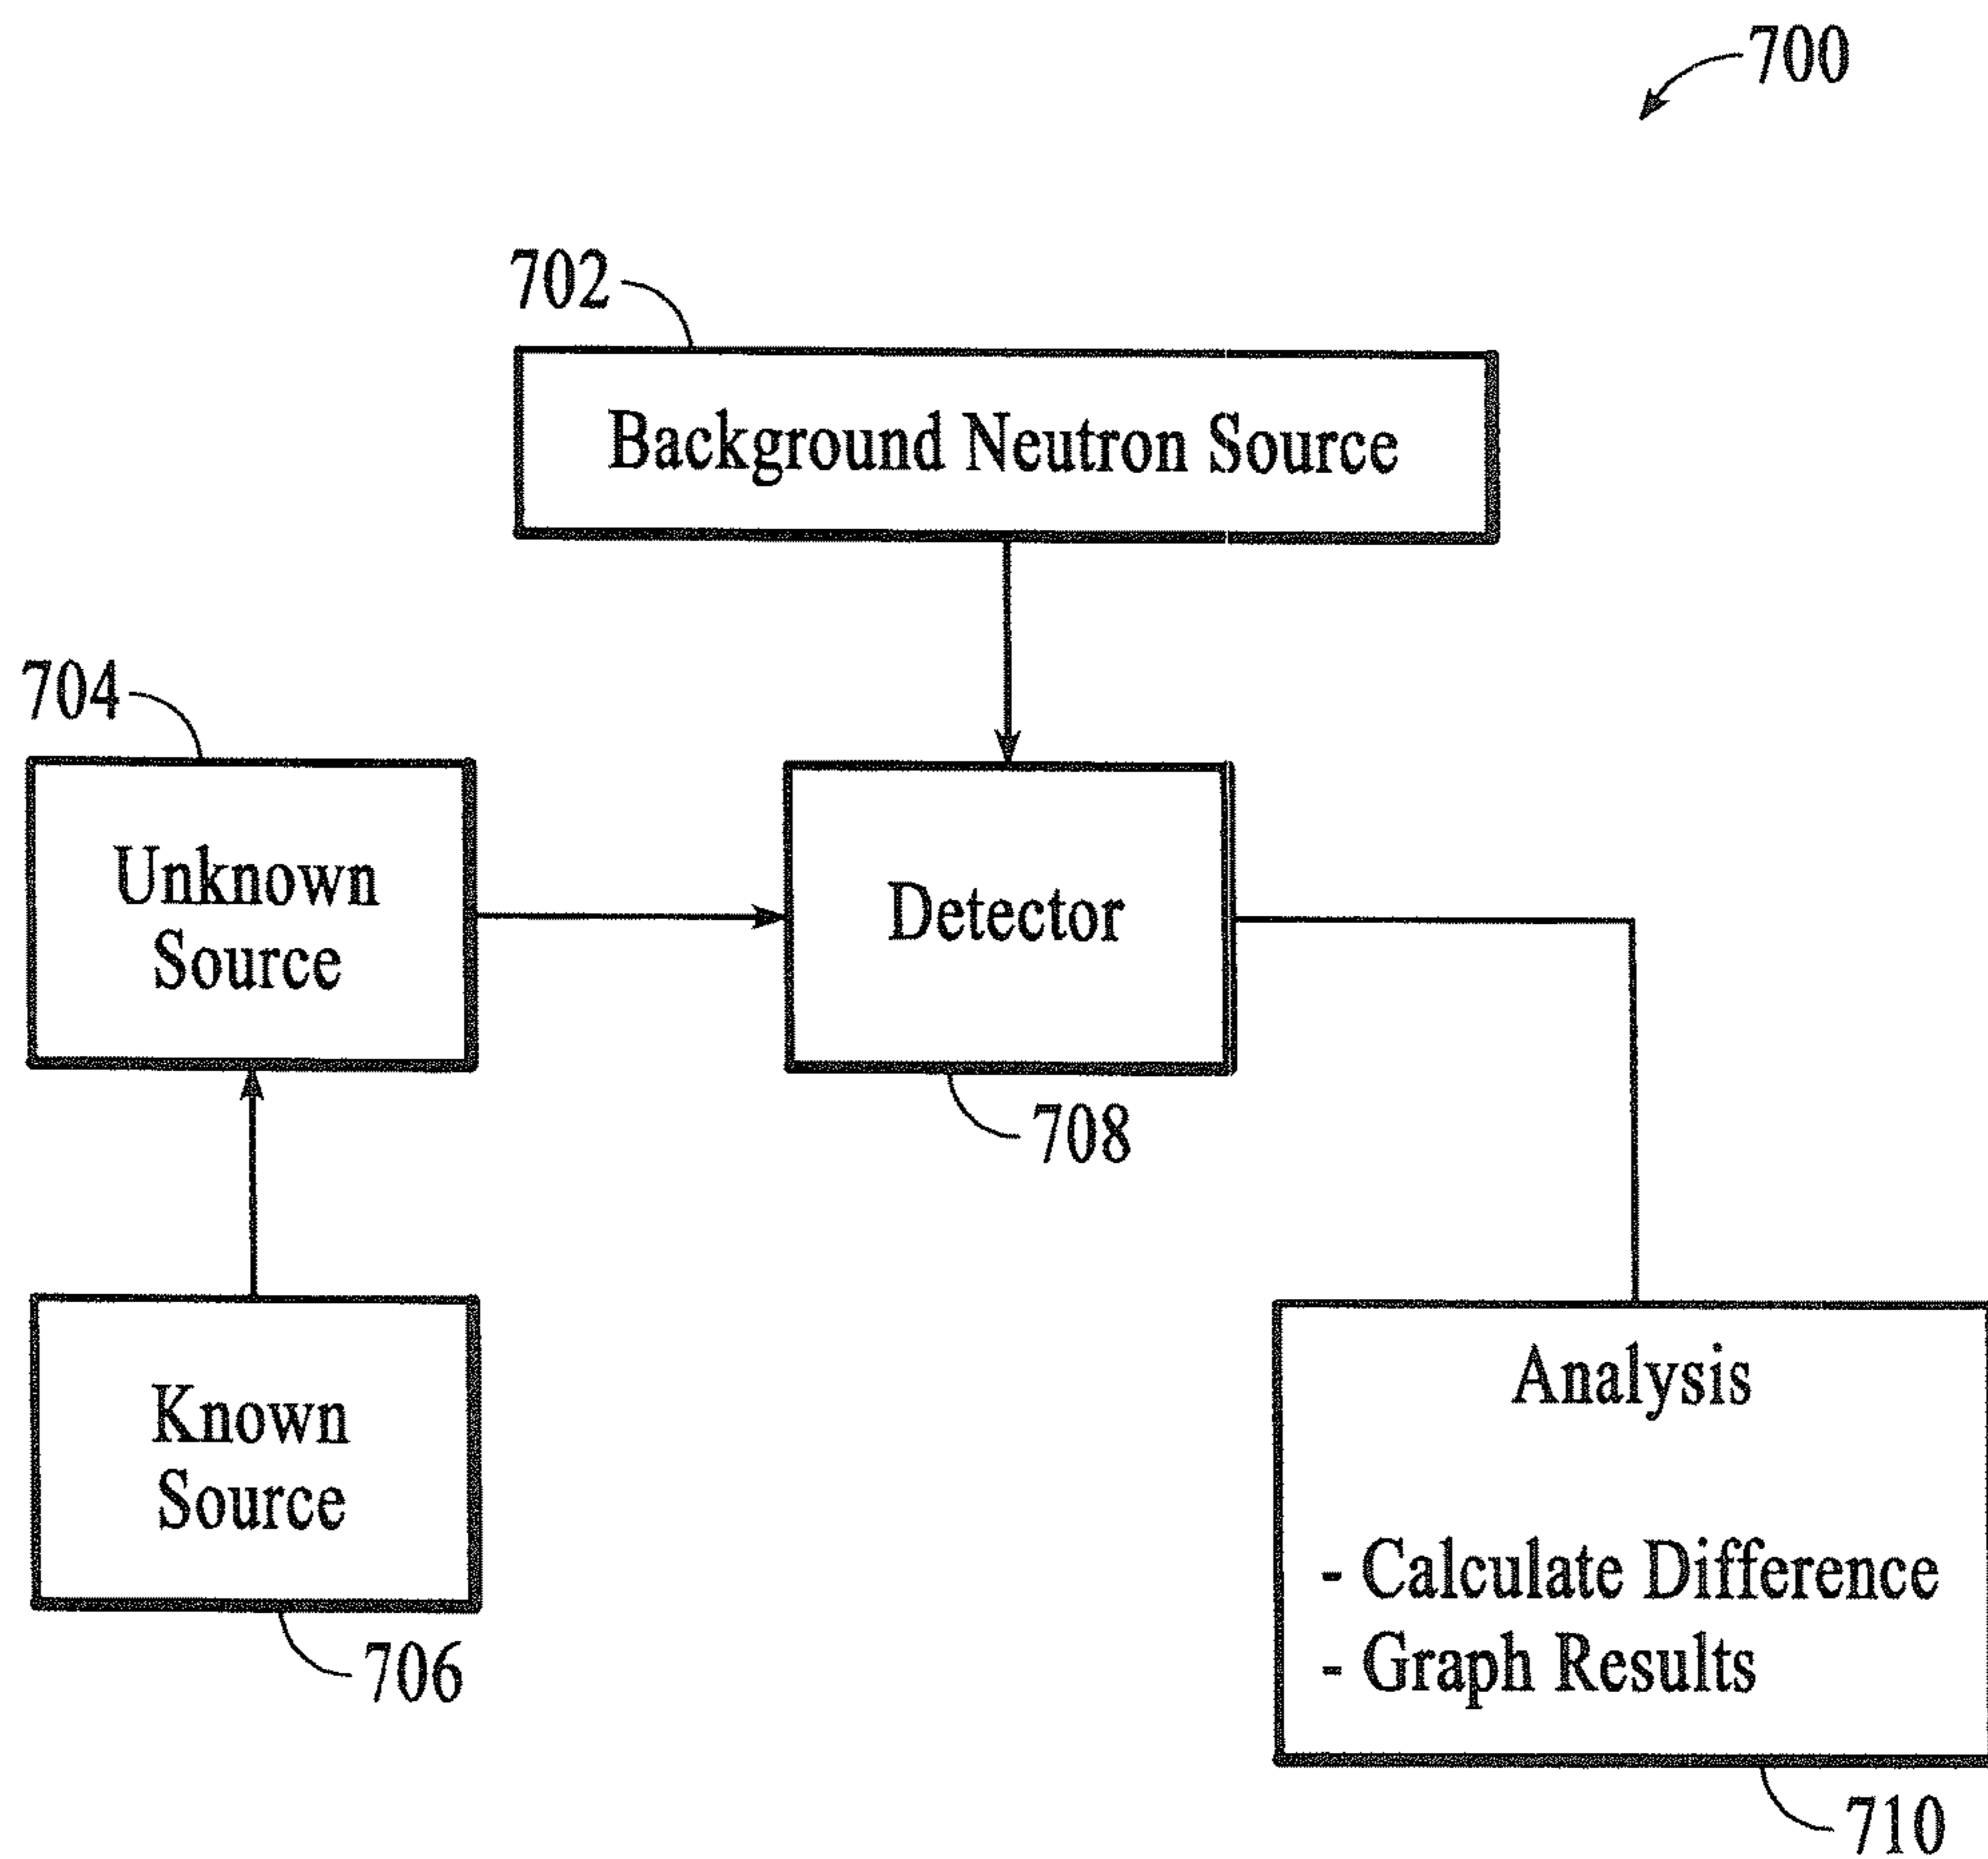 700
702
Background Neutron Source
704
Unknown
Source
Detector
708
Known
Source
706
Analysis
- Calculate Difference
- Graph Results
710